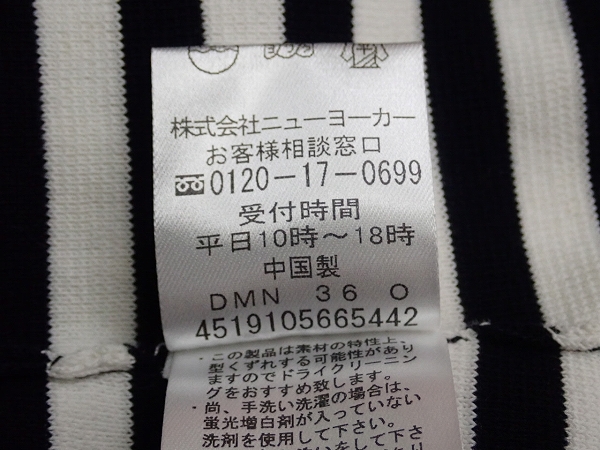 株式会社ニューヨーカー
お客様相談窓口
0120-17-0699
受付時間
平日10時〜18時
中国製
DMN 36 O
4519105665442
・この製品は素材の特性上、
型くずれする可能性があり
ますのでドライクリーニン
グをおすすめ致します。
・尚、手洗い洗濯の場合は、
蛍光増白剤が入っていない
洗剤を使用して下さい。